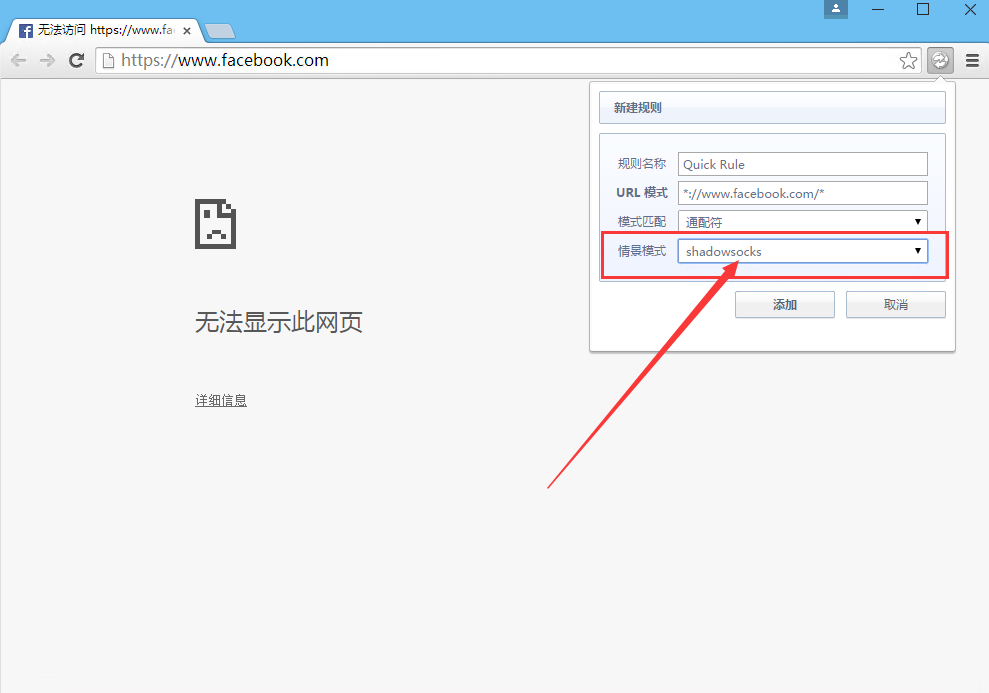 无法访问 https://www.fa
https://www.facebook.com
新建规则
规则名称 Quick Rule
URL 模式 *://www.facebook.com/*
模式匹配 通配符
情景模式 shadowsocks
添加 取消
无法显示此网页
详细信息